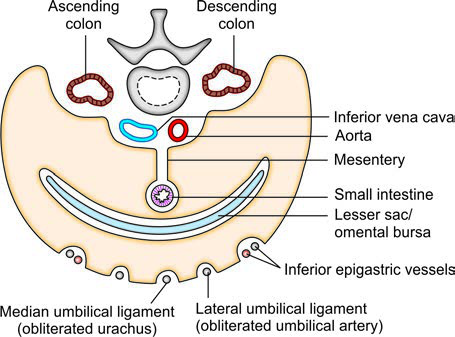 Ascending
colon
Descending
colon
Inferior vena cava
Aorta
Mesentery
Small intestine
Lesser sac/
omental bursa
Inferior epigastric vessels
Median umbilical ligament
(obliterated urachus)
Lateral umbilical ligament
(obliterated umbilical artery)